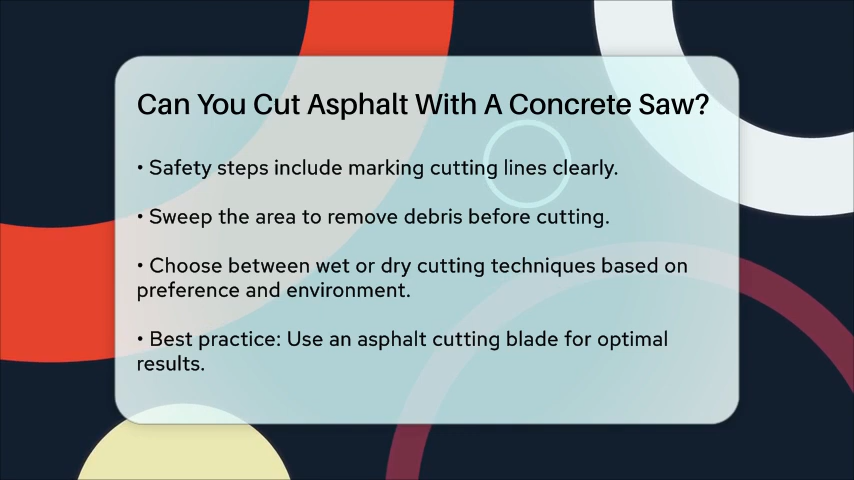 Can You Cut Asphalt With A Concrete Saw?
• Safety steps include marking cutting lines clearly.
• Sweep the area to remove debris before cutting.
• Choose between wet or dry cutting techniques based on
preference and environment.
• Best practice: Use an asphalt cutting blade for optimal
results.